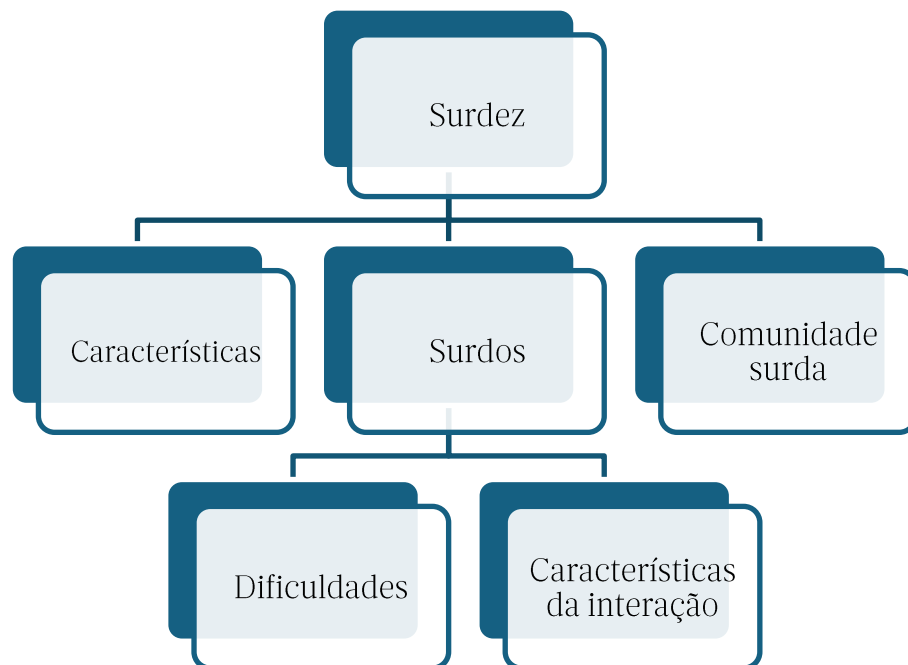 Surdez
Características
Surdos
Comunidade
surda
Dificuldades
Características
da interação